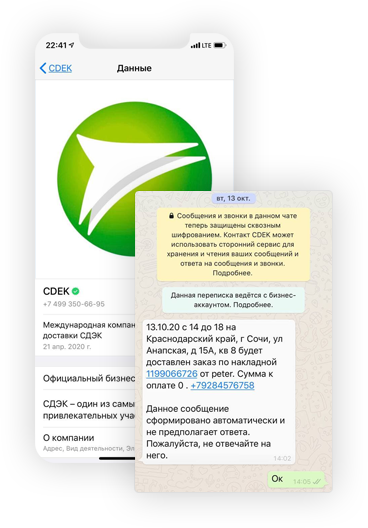 22:41
LTE
CDEK
Данные
CDEK
+7 499 350-66-95
Международная компан
доставки СДЭК
21 апр. 2020 г.
Официальный бизнес
СДЭК – один из самы
привлекательных уча
О компании
Адрес, Вид деятельности, Эл
вт, 13 окт.
Сообщения и звонки в данном чате
теперь защищены сквозным
шифрованием. Контакт CDEK может
использовать сторонний сервис для
хранения и чтения ваших сообщений и
ответа на сообщения и звонки.
Подробнее.
Данная переписка ведётся с бизнес-
аккаунтом. Подробнее.
13.10.20 с 14 до 18 на
Краснодарский край, г Сочи, ул
Анапская, д 15А, кв 8 будет
доставлен заказ по накладной
1199066726 от peter. Сумма к
оплате 0 . +79284576758
Данное сообщение
сформировано автоматически и
не предполагает ответа.
Пожалуйста, не отвечайте на
него.
14:02
Ок
14:05